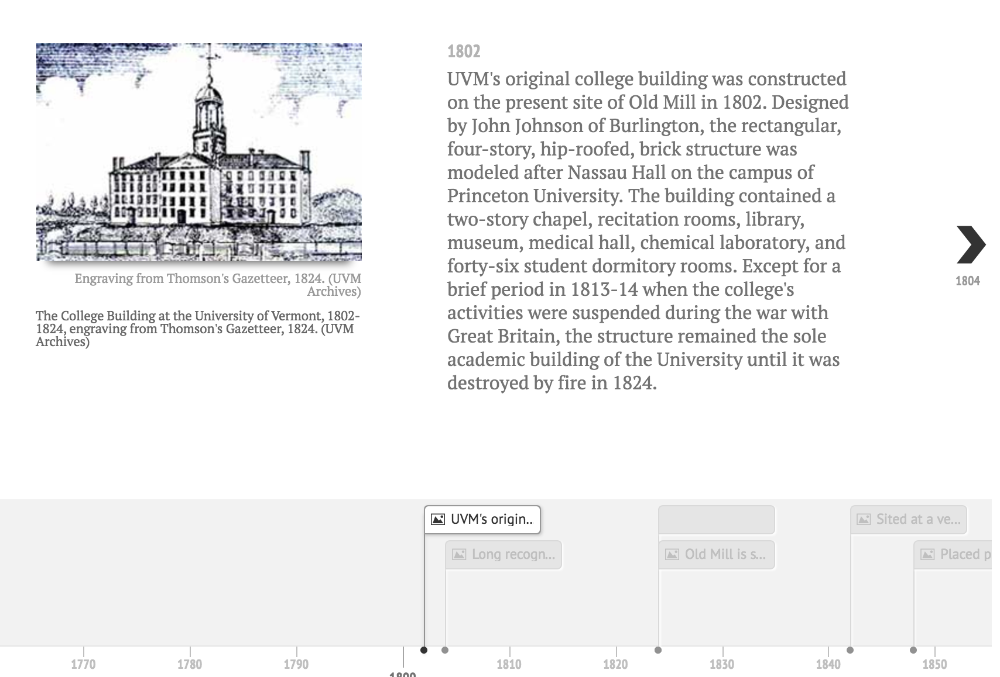 1802
UVM's original college building was constructed
on the present site of Old Mill in 1802. Designed
by John Johnson of Burlington, the rectangular,
four-story, hip-roofed, brick structure was
modeled after Nassau Hall on the campus of
Princeton University. The building contained a
two-story chapel, recitation rooms, library,
museum, medical hall, chemical laboratory, and
forty-six student dormitory rooms. Except for a
brief period in 1813-14 when the college's
activities were suspended during the war with
Great Britain, the structure remained the sole
academic building of the University until it was
destroyed by fire in 1824.
Engraving from Thomson's Gazetteer, 1824. (UVM
Archives)
The College Building at the University of Vermont, 1802-
1824, engraving from Thomson's Gazetteer, 1824. (UVM
Archives)
1804
UVM's origin..
Sited at a ve...
Long recogn...
Old Mill is s...
Placed p
1770
1780
1790
1800
1810
1820
1830
1840
1850